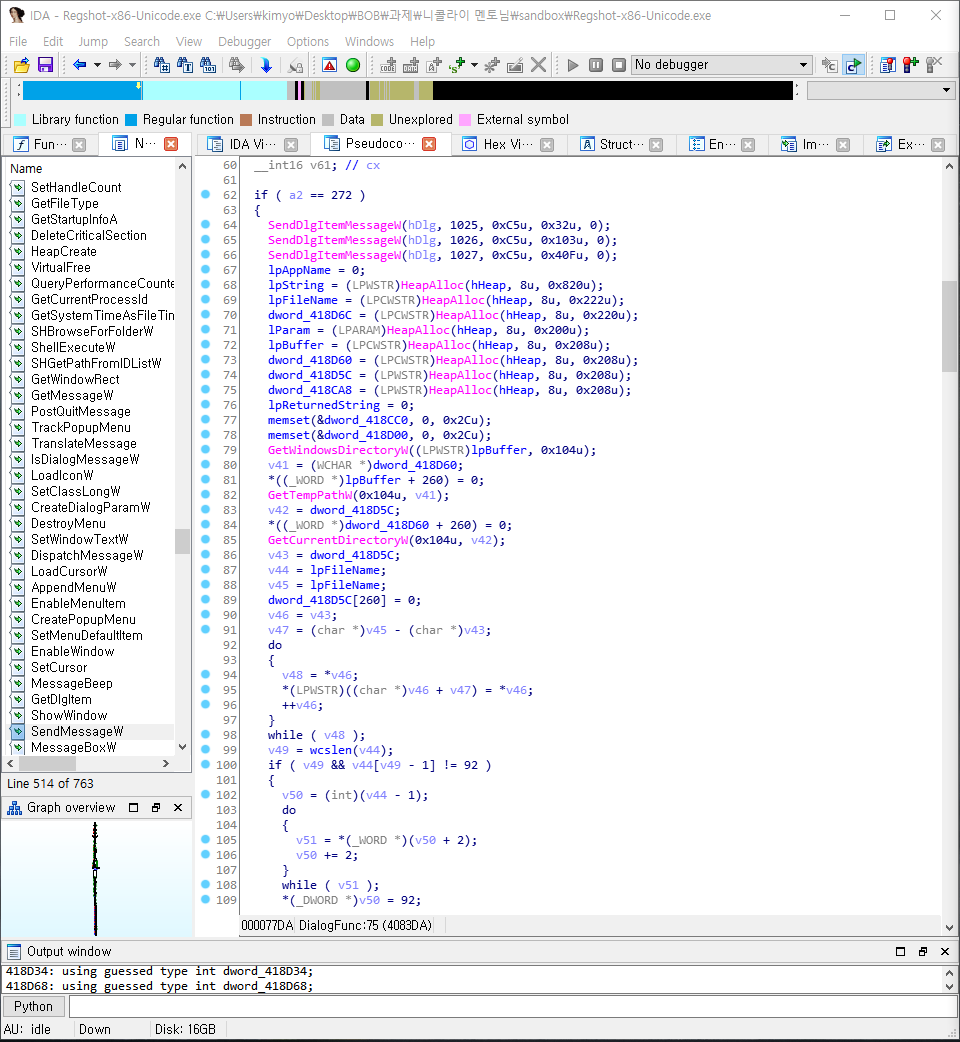 IDA - Regshot-x86-Unicode.exe C:₩Users₩kimyo₩Desktop₩BOB₩과제₩니콜라이 멘토님₩sandbox₩Regshot-x86-Unicode.exe
File Edit Jump Search View Debugger Options Windows Help
No debugger
Library function Regular function Instruction Data Unexplored External symbol
Fun··· N··· IDA Vi··· Pseudoco··· Hex Vi··· Struct··· En··· Im··· Ex···
Name
SetHandleCount
GetFileType
GetStartupInfoA
DeleteCriticalSection
HeapCreate
VirtualFree
QueryPerformanceCounte
GetCurrentProcessId
GetSystemTimeAsFileTin
SHBrowseForFolderW
ShellExecuteW
SHGetPathFromIDListW
GetWindowRect
GetMessageW
PostQuitMessage
TrackPopupMenu
TranslateMessage
IsDialogMessageW
LoadIconW
SetClassLongW
CreateDialogParamW
DestroyMenu
SetWindowTextW
DispatchMessageW
LoadCursorW
AppendMenuW
EnableMenuItem
CreatePopupMenu
SetMenuDefaultItem
EnableWindow
SetCursor
MessageBeep
GetDlgItem
ShowWindow
SendMessageW
MessageBoxW
Line 514 of 763
Graph overview
60 __int16 v61; // cx
61
62 if ( a2 == 272 )
63 {
64 SendDlgItemMessageW(hDlg, 1025, 0xC5u, 0x32u, 0);
65 SendDlgItemMessageW(hDlg, 1026, 0xC5u, 0x103u, 0);
66 SendDlgItemMessageW(hDlg, 1027, 0xC5u, 0x40Fu, 0);
67 lpAppName = 0;
68 lpString = (LPWSTR)HeapAlloc(hHeap, 8u, 0x820u);
69 lpFileName = (LPCWSTR)HeapAlloc(hHeap, 8u, 0x222u);
70 dword_418D6C = (LPCWSTR)HeapAlloc(hHeap, 8u, 0x220u);
71 lParam = (LPARAM)HeapAlloc(hHeap, 8u, 0x200u);
72 lpBuffer = (LPCWSTR)HeapAlloc(hHeap, 8u, 0x208u);
73 dword_418D60 = (LPCWSTR)HeapAlloc(hHeap, 8u, 0x208u);
74 dword_418D5C = (LPWSTR)HeapAlloc(hHeap, 8u, 0x208u);
75 dword_418CA8 = (LPWSTR)HeapAlloc(hHeap, 8u, 0x208u);
76 lpReturnedString = 0;
77 memset(&dword_418CC0, 0, 0x2Cu);
78 memset(&dword_418D00, 0, 0x2Cu);
79 GetWindowsDirectoryW((LPWSTR)lpBuffer, 0x104u);
80 v41 = (WCHAR *)dword_418D60;
81 *((_WORD *)lpBuffer + 260) = 0;
82 GetTempPathW(0x104u, v41);
83 v42 = dword_418D5C;
84 *((_WORD *)dword_418D60 + 260) = 0;
85 GetCurrentDirectoryW(0x104u, v42);
86 v43 = dword_418D5C;
87 v44 = lpFileName;
88 v45 = lpFileName;
89 dword_418D5C[260] = 0;
90 v46 = v43;
91 v47 = (char *)v45 - (char *)v43;
92 do
93 {
94 v48 = *v46;
95 *(LPWSTR)((char *)v46 + v47) = *v46;
96 ++v46;
97 }
98 while ( v48 );
99 v49 = wcslen(v44);
100 if ( v49 && v44[v49 - 1] != 92 )
101 {
102 v50 = (int)(v44 - 1);
103 do
104 {
105 v51 = *(_WORD *)(v50 + 2);
106 v50 += 2;
107 }
108 while ( v51 );
109 *(_DWORD *)v50 = 92;
000077DA DialogFunc:75 (4083DA)
Output window
418D34: using guessed type int dword_418D34;
418D68: using guessed type int dword_418D68;
Python
AU: idle Down Disk: 16GB